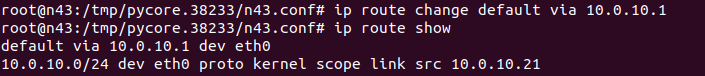 root@n43:/tmp/pycore.38233/n43.conf# ip route change default via 10.0.10.1
root@n43:/tmp/pycore.38233/n43.conf# ip route show
default via 10.0.10.1 dev eth0
10.0.10.0/24 dev eth0 proto kernel scope link src 10.0.10.21